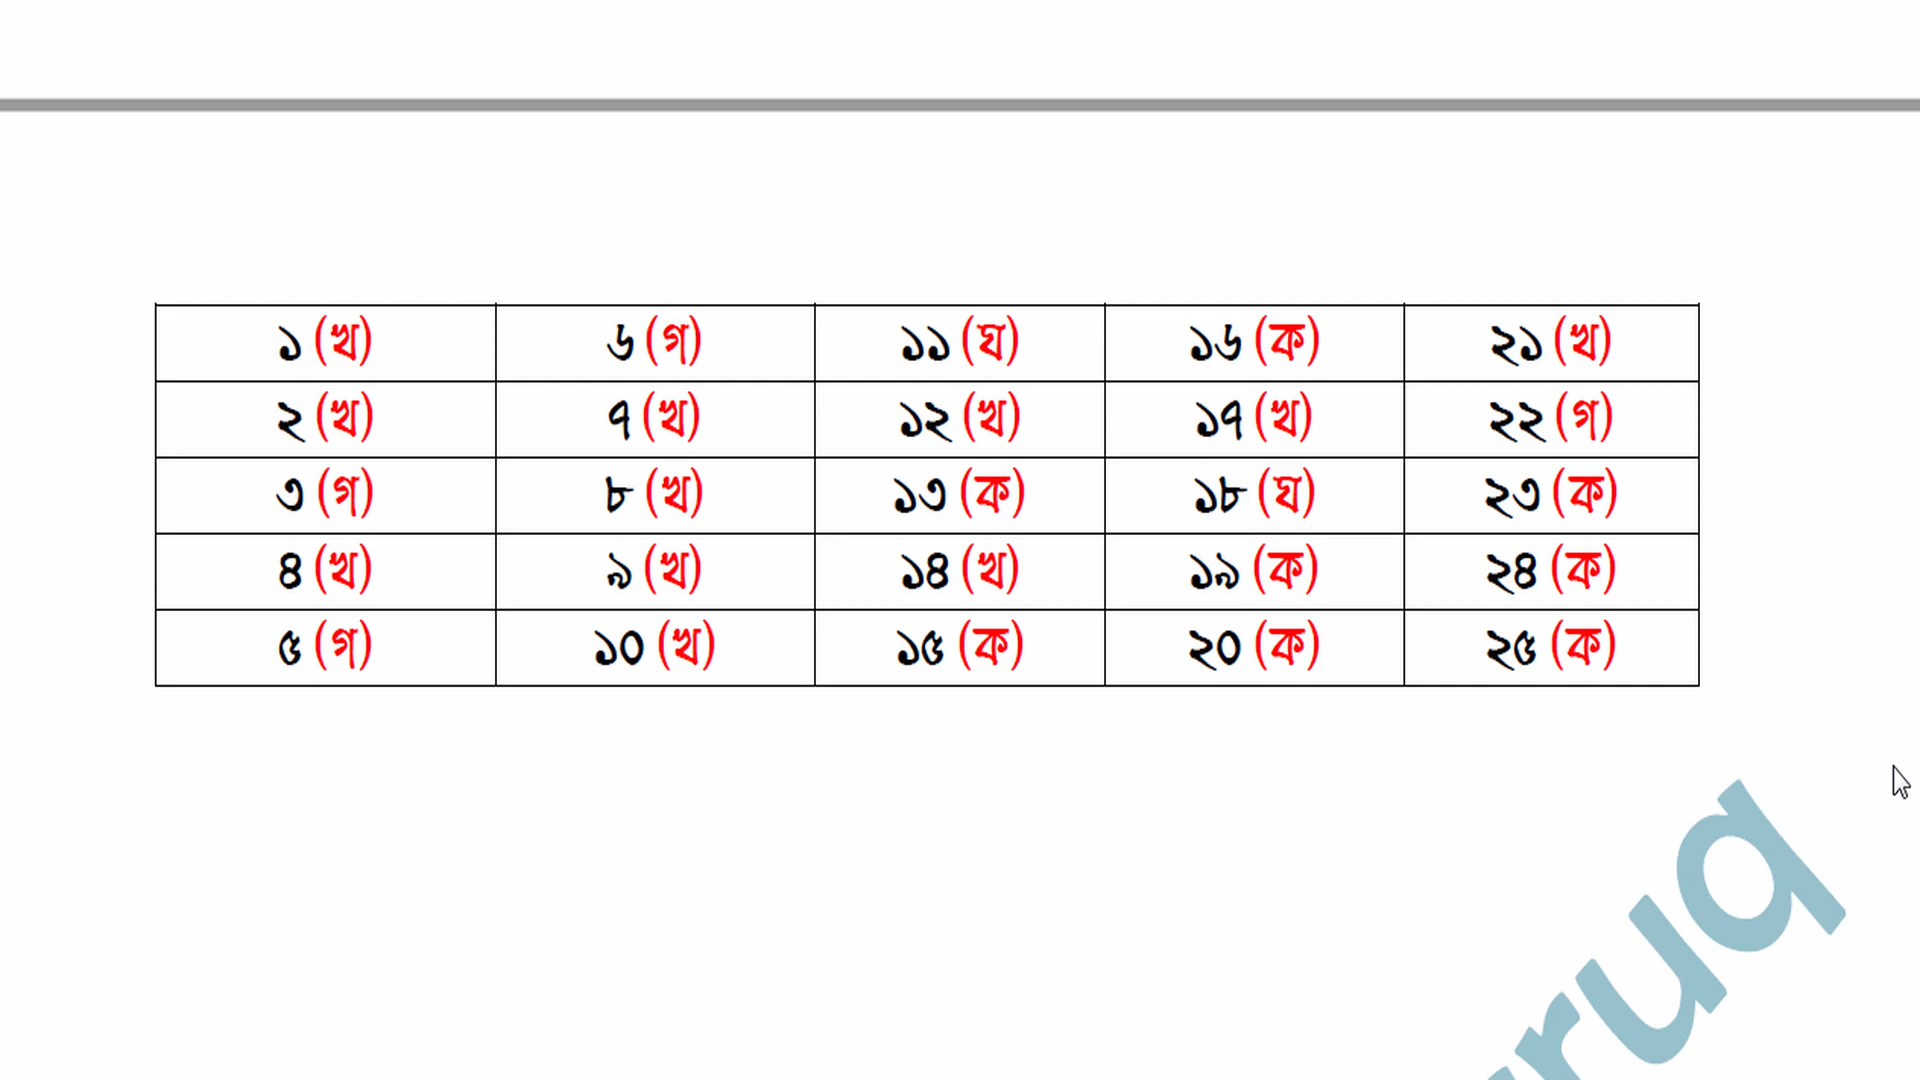 ১ (খ) ৬ (গ) ১১ (ঘ) ১৬ (ক) ২১ (খ)
২ (খ) ৭ (খ) ১২ (খ) ১৭ (খ) ২২ (গ)
৩ (গ) ৮ (খ) ১৩ (ক) ১৮ (ঘ) ২৩ (ক)
৪ (খ) ৯ (খ) ১৪ (খ) ১৯ (ক) ২৪ (ক)
৫ (গ) ১০ (খ) ১৫ (ক) ২০ (ক) ২৫ (ক)
ruq